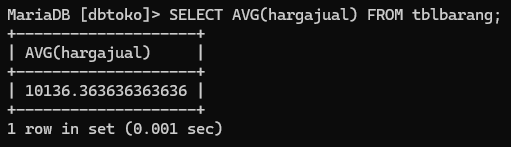 MariaDB [dbtoko]> SELECT AVG(hargajual) FROM tblbarang;
+--------------------+
| AVG(hargajual)     |
+--------------------+
| 10136.363636363636 |
+--------------------+
1 row in set (0.001 sec)